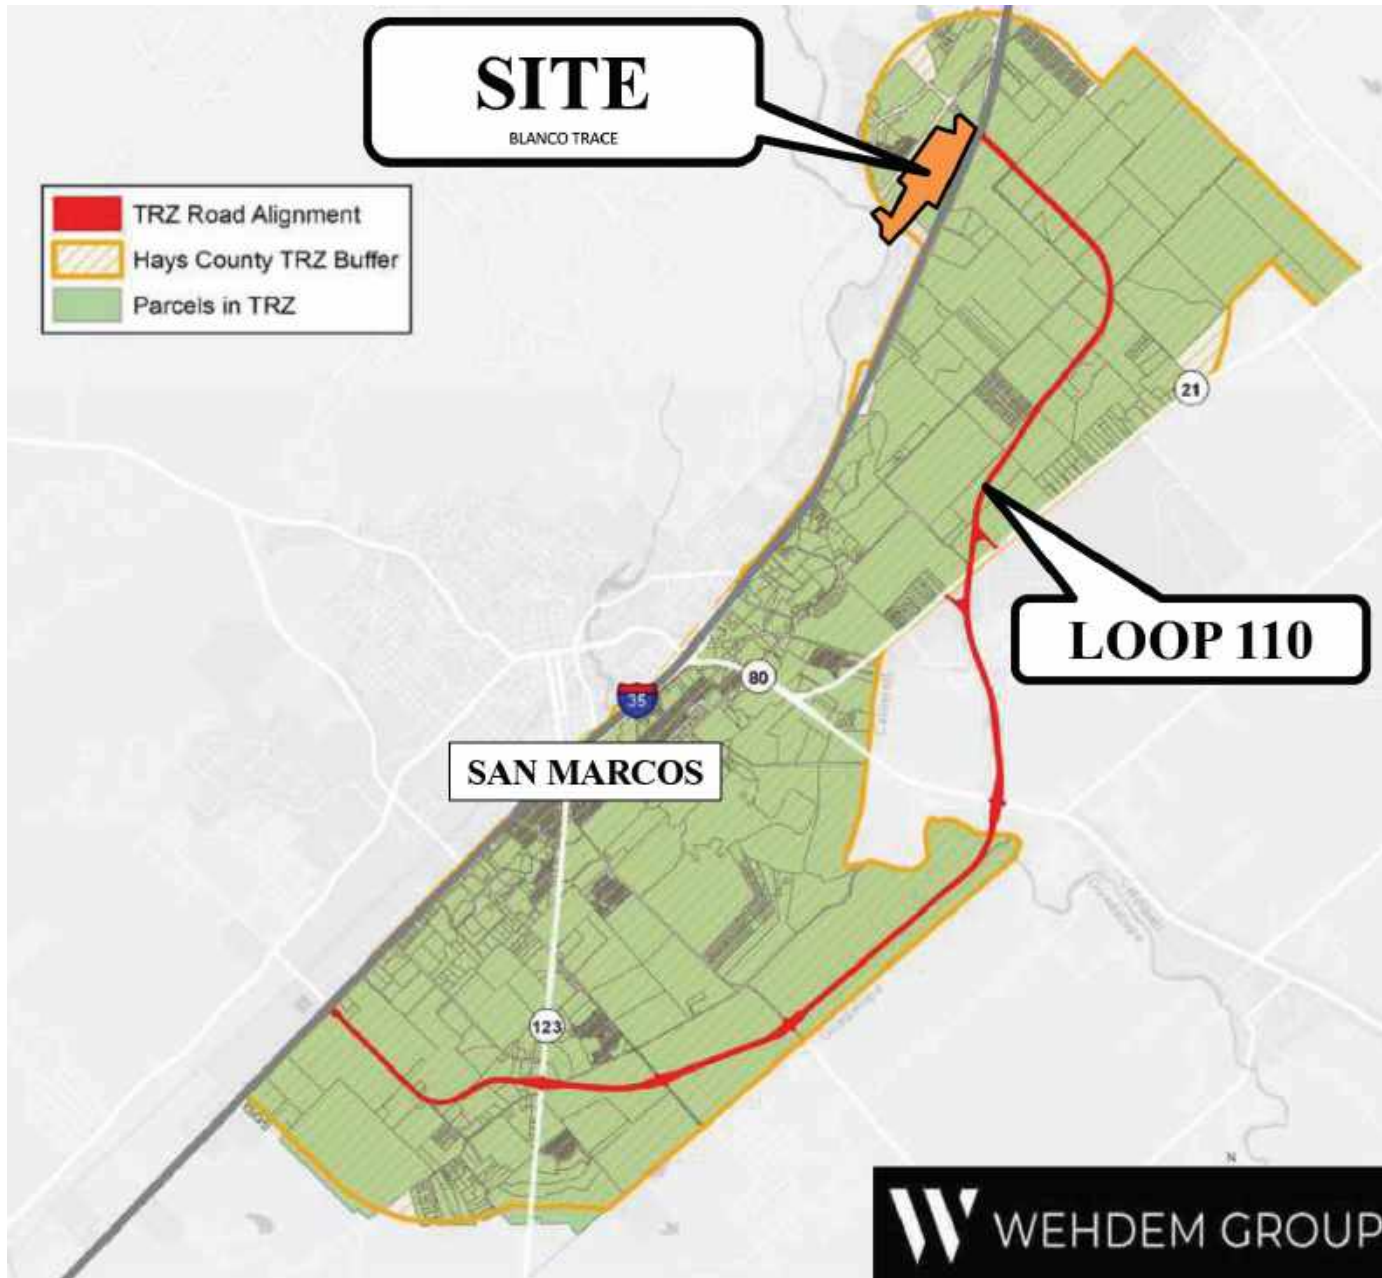 SITE
BLANCO TRACE
TRZ Road Alignment
Hays County TRZ Buffer
Parcels in TRZ
21
LOOP 110
80
35
SAN MARCOS
123
N
WEHDEM GROUP